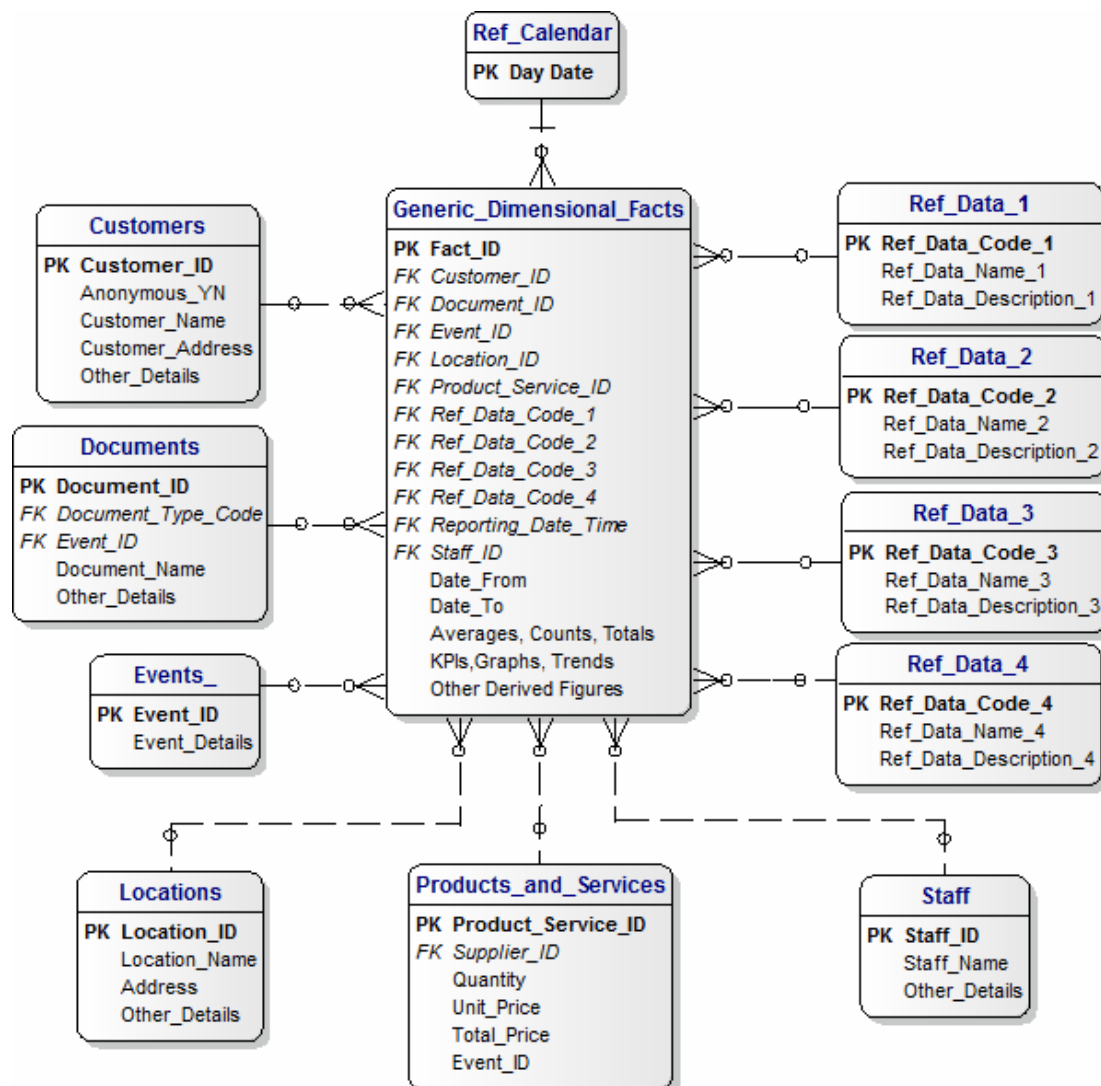 Ref_Calendar
PK Day Date
Customers
PK Customer_ID
Anonymous_YN
Customer_Name
Customer_Address
Other_Details
Documents
PK Document_ID
FK Document_Type_Code
FK Event_ID
Document_Name
Other_Details
Events_
PK Event_ID
Event_Details
Generic_Dimensional_Facts
PK Fact_ID
FK Customer_ID
FK Document_ID
FK Event_ID
FK Location_ID
FK Product_Service_ID
FK Ref_Data_Code_1
FK Ref_Data_Code_2
FK Ref_Data_Code_3
FK Ref_Data_Code_4
FK Reporting_Date_Time
FK Staff_ID
Date_From
Date_To
Averages, Counts, Totals
KPIs,Graphs, Trends
Other Derived Figures
Ref_Data_1
PK Ref_Data_Code_1
Ref_Data_Name_1
Ref_Data_Description_1
Ref_Data_2
PK Ref_Data_Code_2
Ref_Data_Name_2
Ref_Data_Description_2
Ref_Data_3
PK Ref_Data_Code_3
Ref_Data_Name_3
Ref_Data_Description_3
Ref_Data_4
PK Ref_Data_Code_4
Ref_Data_Name_4
Ref_Data_Description_4
Locations
PK Location_ID
Location_Name
Address
Other_Details
Products_and_Services
PK Product_Service_ID
FK Supplier_ID
Quantity
Unit_Price
Total_Price
Event_ID
Staff
PK Staff_ID
Staff_Name
Other_Details